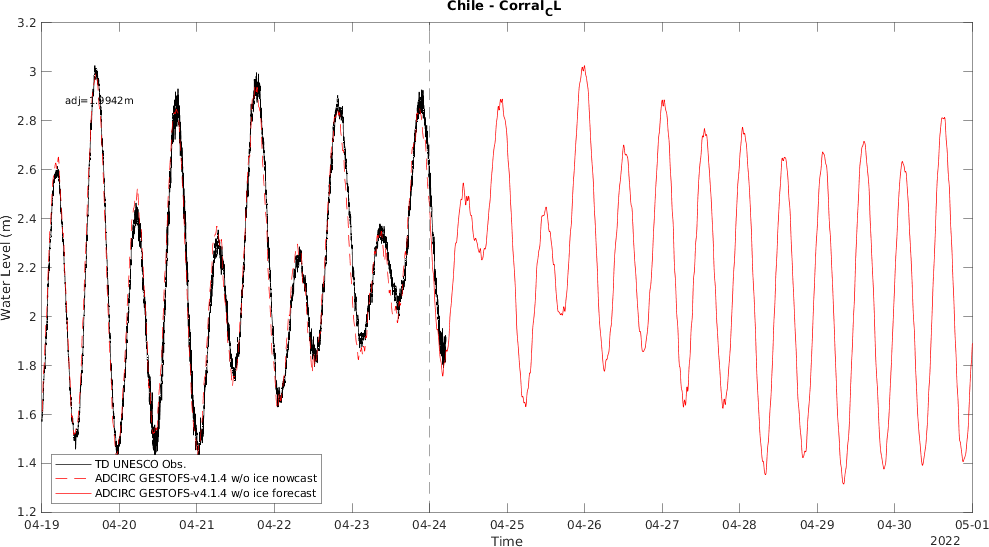 Chile - Corral_CL
3.2
3
2.8
2.6
2.4
2.2
2
1.8
1.6
1.4
1.2
Water Level (m)
adj=1.9942m
TD UNESCO Obs.
ADCIRC GESTOFS-v4.1.4 w/o ice nowcast
ADCIRC GESTOFS-v4.1.4 w/o ice forecast
04-19 04-20 04-21 04-22 04-23 04-24 04-25 04-26 04-27 04-28 04-29 04-30 05-01
Time
2022